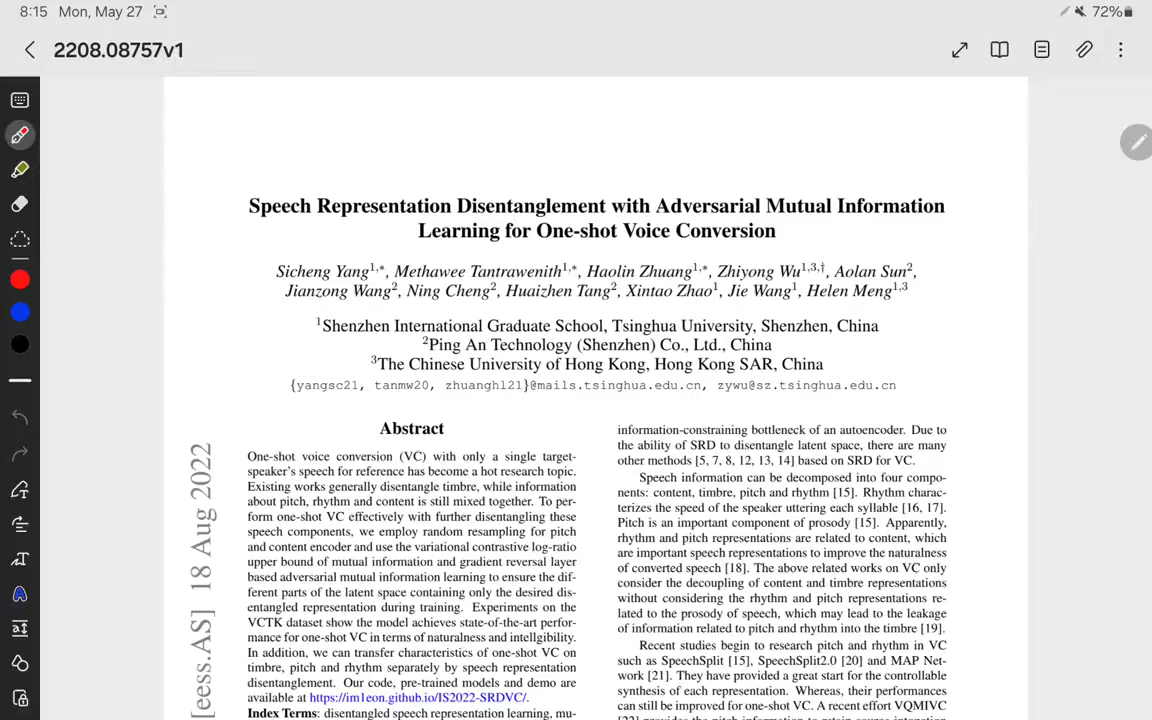 8:15 Mon, May 27
72%
2208.08757v1
Speech Representation Disentanglement with Adversarial Mutual Information
Learning for One-shot Voice Conversion
Sicheng Yang1,*, Methawee Tantrawenith1,*, Haolin Zhuang1,*, Zhiyong Wu1,3,†, Aolan Sun2,
Jianzong Wang2, Ning Cheng2, Huaizhen Tang2, Xintao Zhao1, Jie Wang1, Helen Meng1,3
1Shenzhen International Graduate School, Tsinghua University, Shenzhen, China
2Ping An Technology (Shenzhen) Co., Ltd., China
3The Chinese University of Hong Kong, Hong Kong SAR, China
{yangsc21, tanmw20, zhuanghl21}@mails.tsinghua.edu.cn, zywu@sz.tsinghua.edu.cn
Abstract
One-shot voice conversion (VC) with only a single target-
speaker's speech for reference has become a hot research topic.
Existing works generally disentangle timbre, while information
about pitch, rhythm and content is still mixed together. To per-
form one-shot VC effectively with further disentangling these
speech components, we employ random resampling for pitch
and content encoder and use the variational contrastive log-ratio
upper bound of mutual information and gradient reversal layer
based adversarial mutual information learning to ensure the dif-
ferent parts of the latent space containing only the desired dis-
entangled representation during training. Experiments on the
VCTK dataset show the model achieves state-of-the-art perfor-
mance for one-shot VC in terms of naturalness and intellgibility.
In addition, we can transfer characteristics of one-shot VC on
timbre, pitch and rhythm separately by speech representation
disentanglement. Our code, pre-trained models and demo are
available at https://im1eon.github.io/IS2022-SRDVC/.
Index Terms: disentangled speech representation learning, mu-
information-constraining bottleneck of an autoencoder. Due to
the ability of SRD to disentangle latent space, there are many
other methods [5, 7, 8, 12, 13, 14] based on SRD for VC.
Speech information can be decomposed into four compo-
nents: content, timbre, pitch and rhythm [15]. Rhythm charac-
terizes the speed of the speaker uttering each syllable [16, 17].
Pitch is an important component of prosody [15]. Apparently,
rhythm and pitch representations are related to content, which
are important speech representations to improve the naturalness
of converted speech [18]. The above related works on VC only
consider the decoupling of content and timbre representations
without considering the rhythm and pitch representations re-
lated to the prosody of speech, which may lead to the leakage
of information related to pitch and rhythm into the timbre [19].
Recent studies begin to research pitch and rhythm in VC
such as SpeechSplit [15], SpeechSplit2.0 [20] and MAP Net-
work [21]. They have provided a great start for the controllable
synthesis of each representation. Whereas, their performances
can still be improved for one-shot VC. A recent effort VQMIVC
[22] provides the pitch information to retain source intonation
[eess.AS] 18 Aug 2022